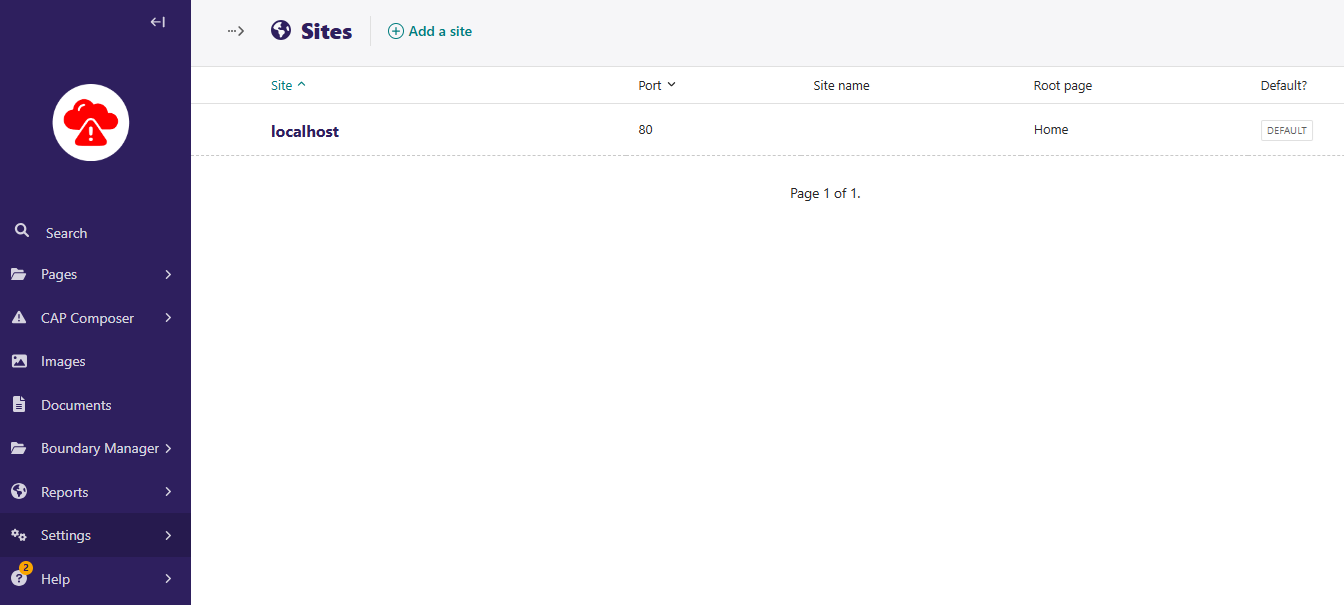 Sites
Add a site
Site
Port
Site name
Root page
Default?
localhost
80
Home
DEFAULT
Page 1 of 1.
Search
Pages
CAP Composer
Images
Documents
Boundary Manager
Reports
Settings
2
Help